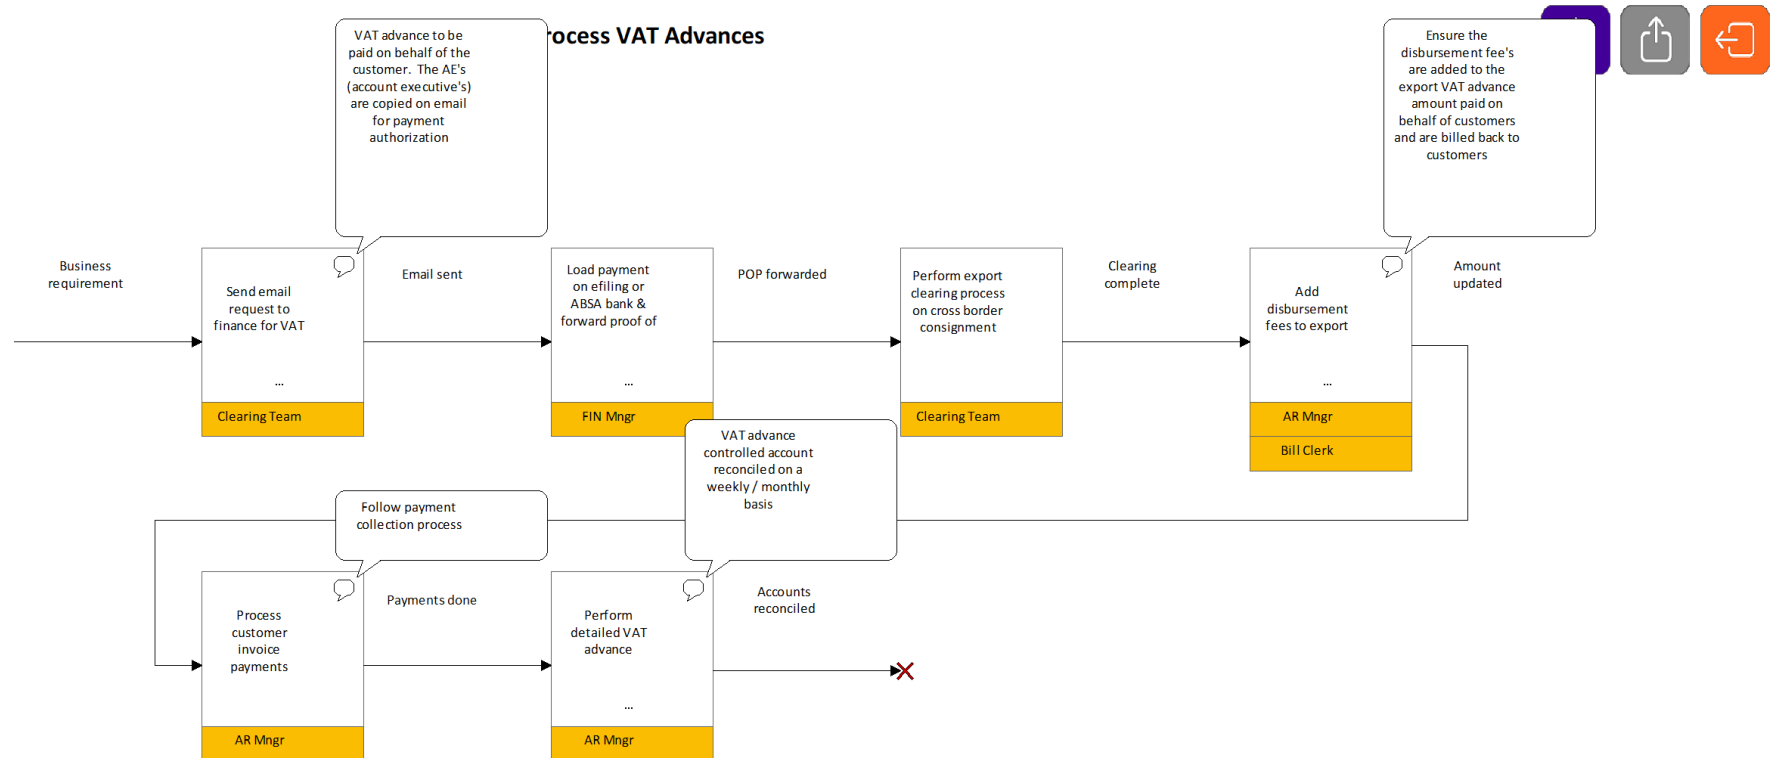 rocess VAT Advances
VAT advance to be
paid on behalf of the
customer. The AE's
(account executive's)
are copied on email
for payment
authorization
Ensure the
disbursement fee's
are added to the
export VAT advance
amount paid on
behalf of customers
and are billed back to
customers
Business
requirement
Send email
request to
finance for VAT
...
Clearing Team
Email sent
Load payment
on efiling or
ABSA bank &
forward proof of
...
FIN Mngr
POP forwarded
Perform export
clearing process
on cross border
consignment
Clearing Team
Clearing
complete
Add
disbursement
fees to export
...
AR Mngr
Bill Clerk
Amount
updated
Follow payment
collection process
VAT advance
controlled account
reconciled on a
weekly / monthly
basis
Process
customer
invoice
payments
AR Mngr
Payments done
Perform
detailed VAT
advance
...
AR Mngr
Accounts
reconciled